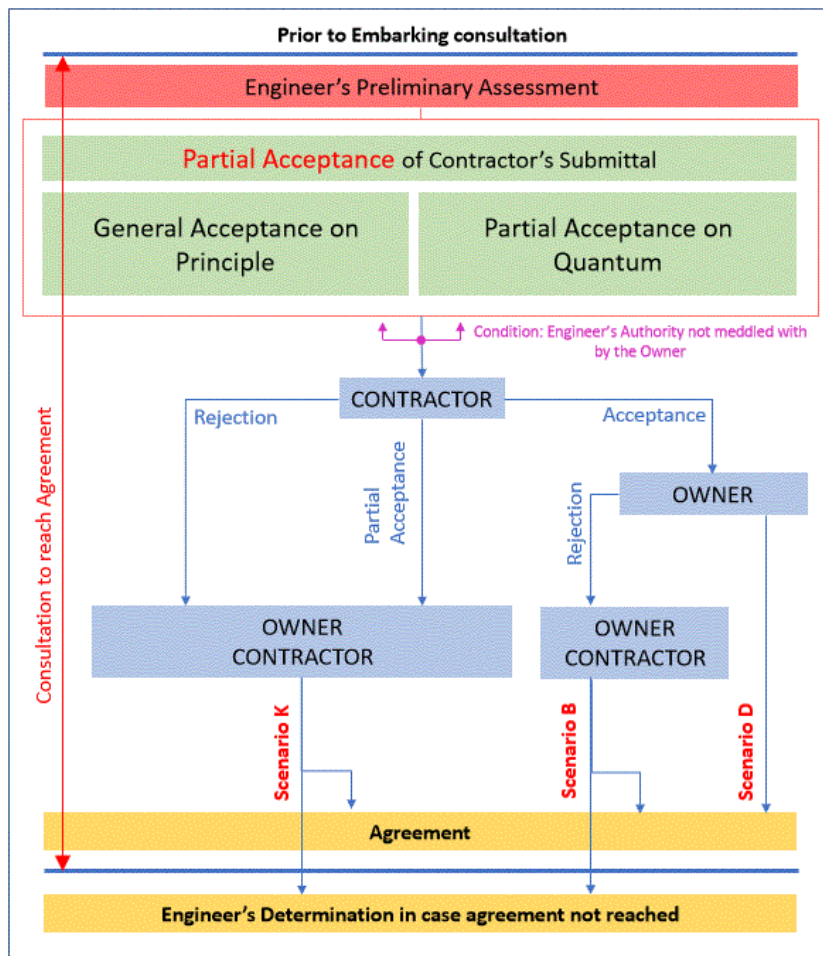 Prior to Embarking consultation
Engineer's Preliminary Assessment
Partial Acceptance of Contractor's Submittal
General Acceptance on
Principle
Partial Acceptance on
Quantum
Condition: Engineer's Authority not meddled with
by the Owner
CONTRACTOR
Rejection
Acceptance
Partial
Acceptance
OWNER
Rejection
OWNER
CONTRACTOR
OWNER
CONTRACTOR
Consultation to reach Agreement
Scenario K
Scenario B
Scenario D
Agreement
Engineer's Determination in case agreement not reached